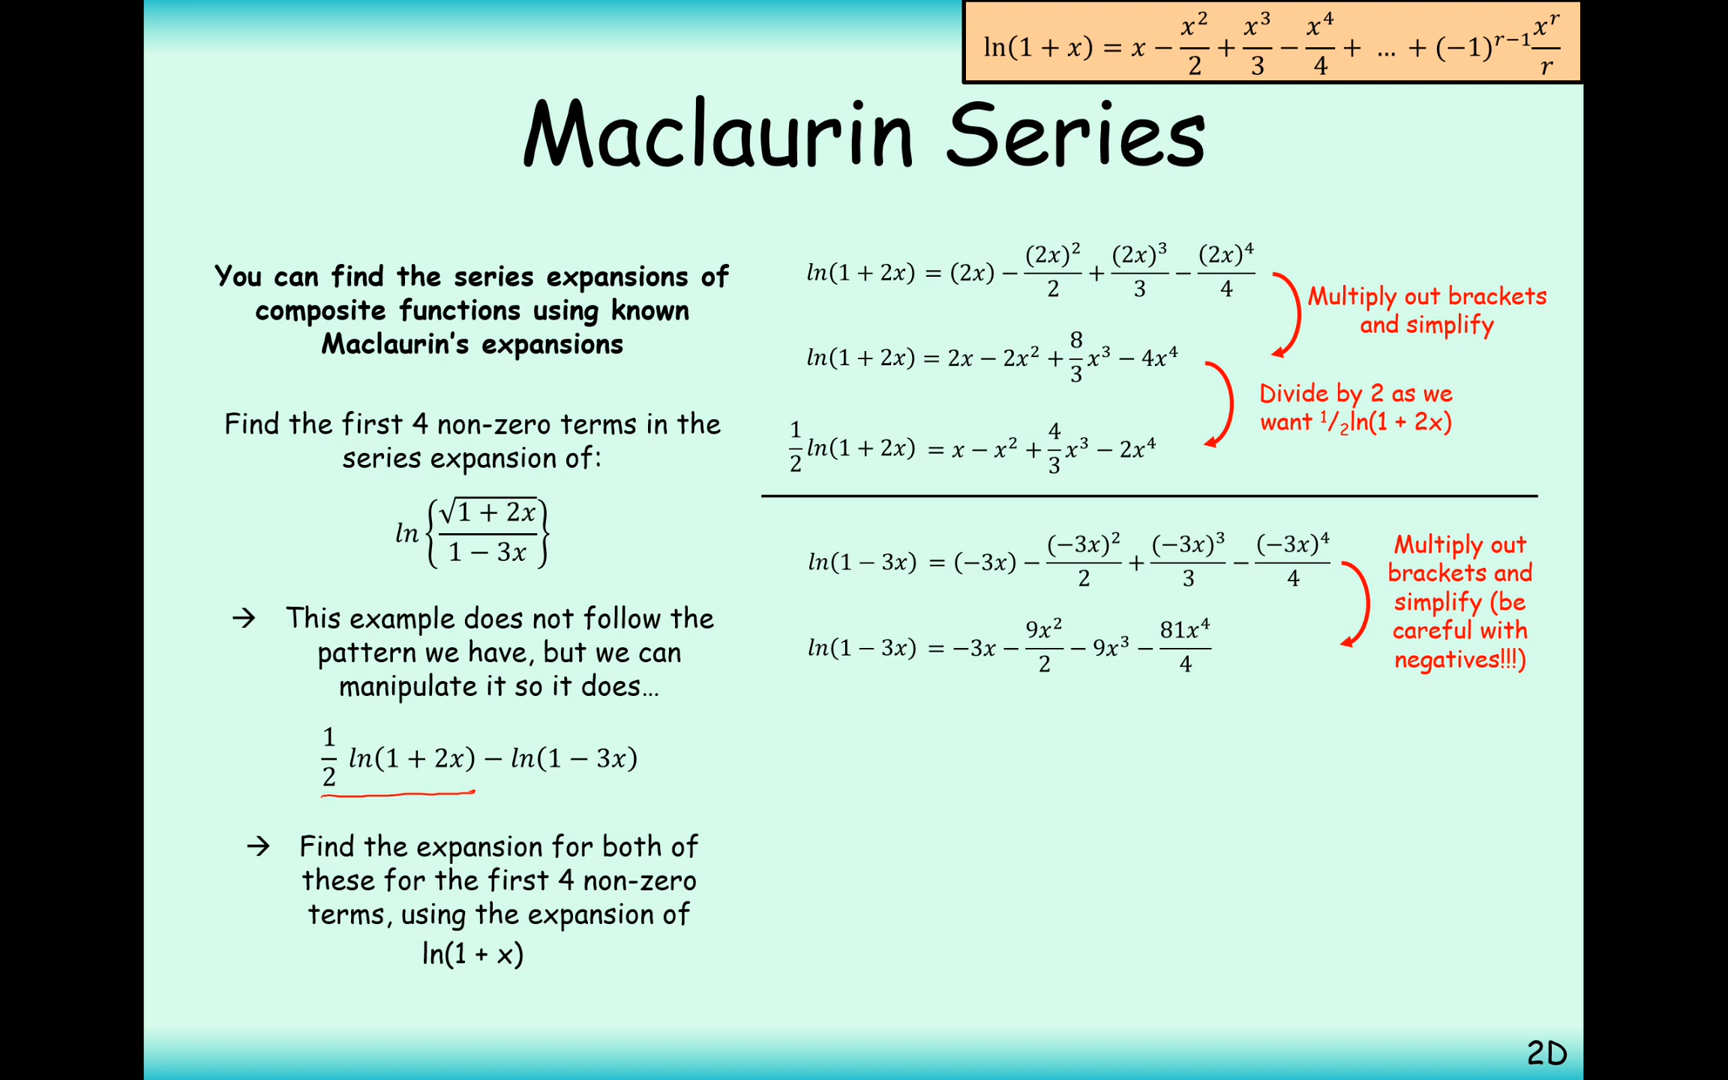 ln(1 + x) = x − x²/2 + x³/3 − x⁴/4 + … + (−1)ʳ⁻¹ xʳ/r
Maclaurin Series
You can find the series expansions of
composite functions using known
Maclaurin's expansions
Find the first 4 non-zero terms in the
series expansion of:
ln{√(1 + 2x)/(1 − 3x)}
→ This example does not follow the
pattern we have, but we can
manipulate it so it does…
1/2 ln(1 + 2x) − ln(1 − 3x)
→ Find the expansion for both of
these for the first 4 non-zero
terms, using the expansion of
ln(1 + x)
ln(1 + 2x) = (2x) − (2x)²/2 + (2x)³/3 − (2x)⁴/4
Multiply out brackets
and simplify
ln(1 + 2x) = 2x − 2x² + 8/3 x³ − 4x⁴
Divide by 2 as we
want ¹/₂ln(1 + 2x)
1/2 ln(1 + 2x) = x − x² + 4/3 x³ − 2x⁴
ln(1 − 3x) = (−3x) − (−3x)²/2 + (−3x)³/3 − (−3x)⁴/4
Multiply out
brackets and
simplify (be
careful with
negatives!!!)
ln(1 − 3x) = −3x − 9x²/2 − 9x³ − 81x⁴/4
2D